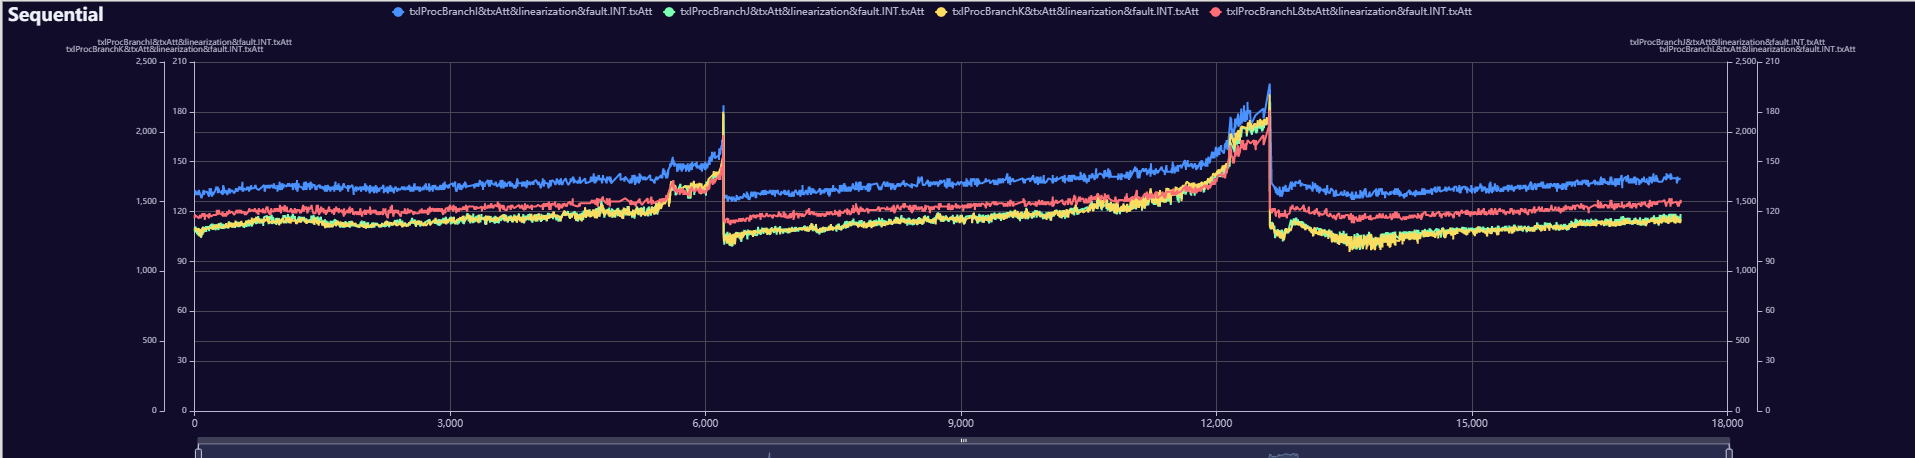 Sequential
txlProcBranchI&txAtt&linearization&fault.INT.txAtt txlProcBranchJ&txAtt&linearization&fault.INT.txAtt txlProcBranchK&txAtt&linearization&fault.INT.txAtt txlProcBranchL&txAtt&linearization&fault.INT.txAtt
txlProcBranchI&txAtt&linearization&fault.INT.txAtt txlProcBranchJ&txAtt&linearization&fault.INT.txAtt
txlProcBranchK&txAtt&linearization&fault.INT.txAtt txlProcBranchL&txAtt&linearization&fault.INT.txAtt
2,500 210 2,500 210
180 180
2,000 2,000
150 150
1,500 1,500
120 120
90 90
1,000 1,000
60 60
500 500
30 30
0 0 0 0
0 3,000 6,000 9,000 12,000 15,000 18,000